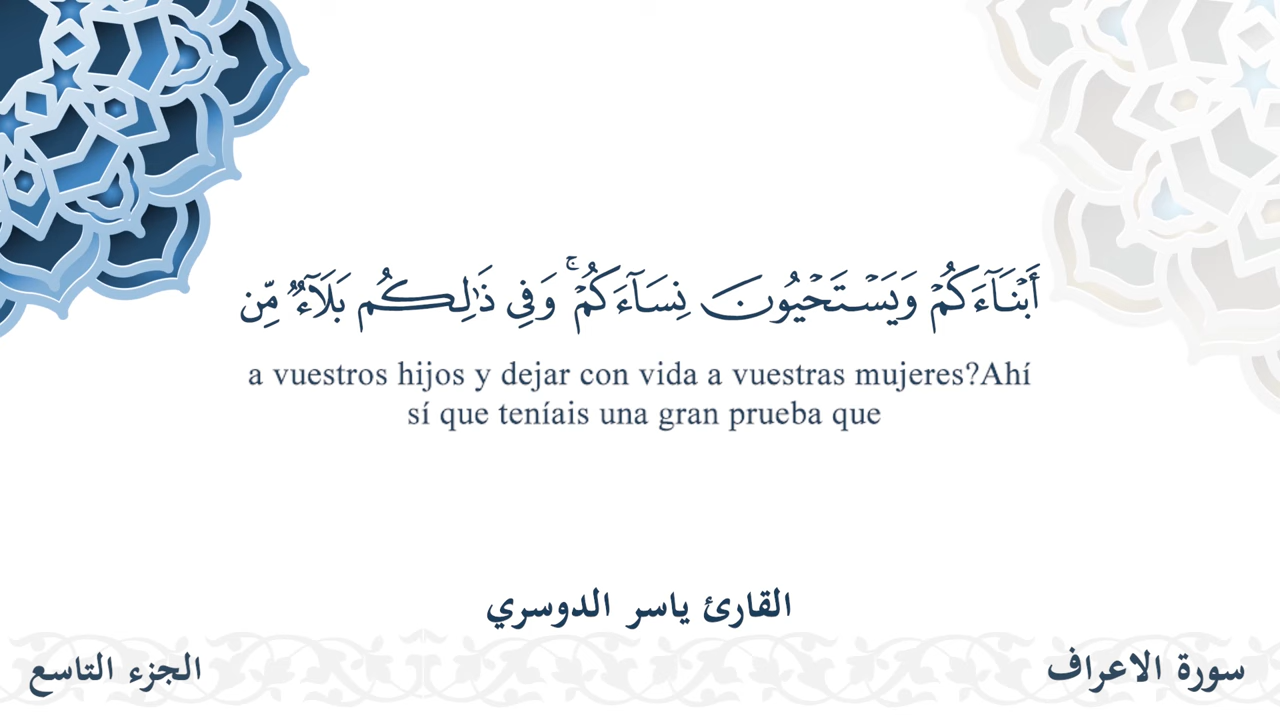 أَبۡنَآءَكُمۡ وَيَسۡتَحۡيُونَ نِسَآءَكُمۡۚ وَفِي ذَٰلِكُم بَلَآءٞ مِّن
a vuestros hijos y dejar con vida a vuestras mujeres?Ahí
sí que teníais una gran prueba que
القارئ ياسر الدوسري
سورة الاعراف
الجزء التاسع